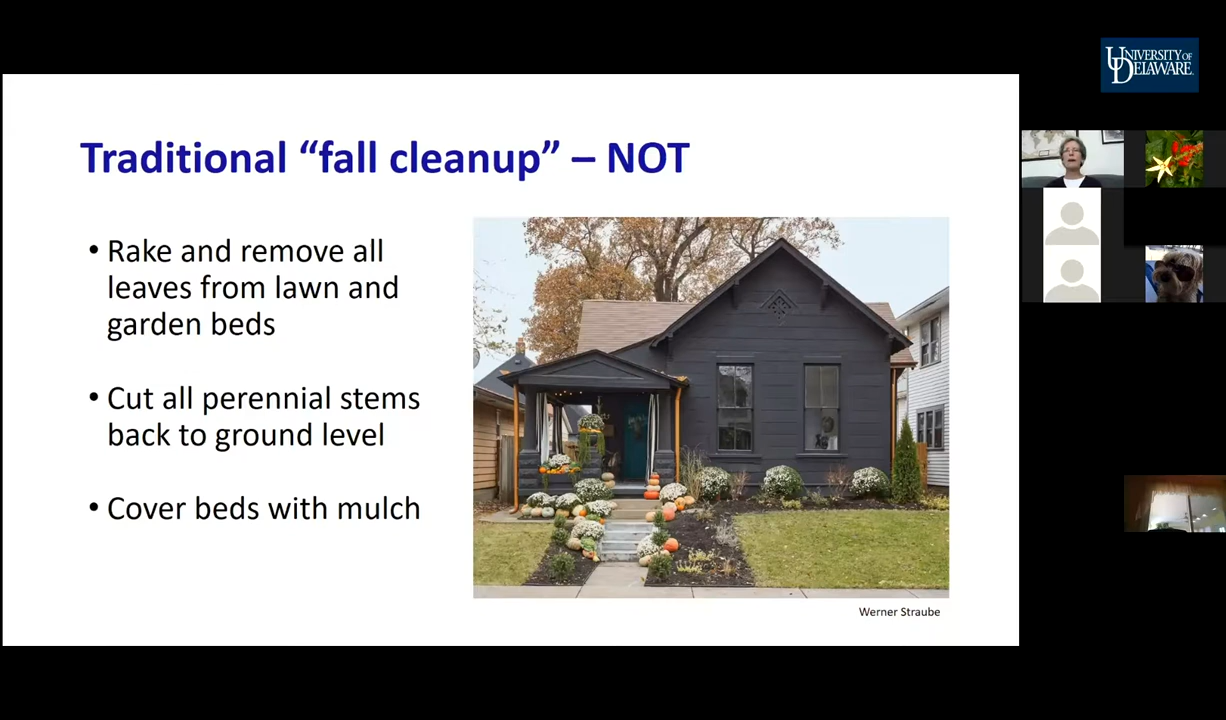 UNIVERSITY OF
DELAWARE
Traditional “fall cleanup” – NOT
• Rake and remove all
leaves from lawn and
garden beds
• Cut all perennial stems
back to ground level
• Cover beds with mulch
Werner Straube